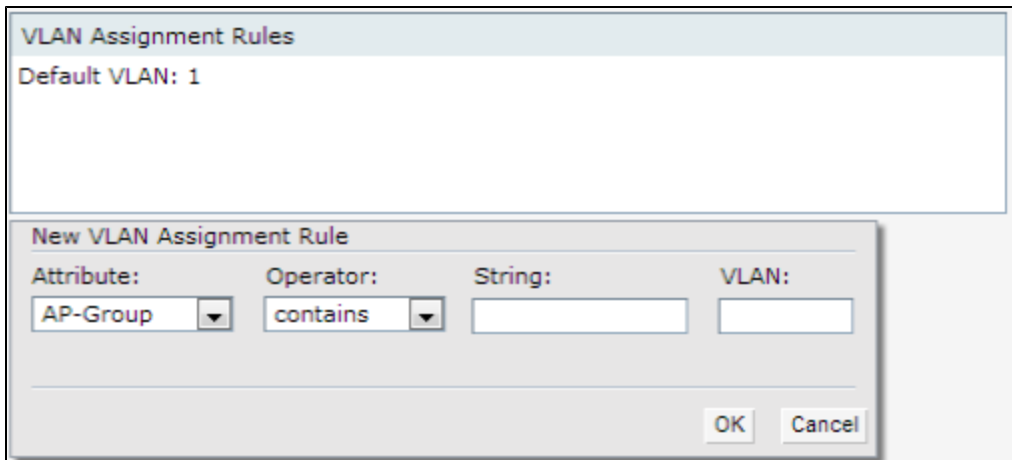 VLAN Assignment Rules
Default VLAN: 1
New VLAN Assignment Rule
Attribute: Operator: String: VLAN:
AP-Group contains
OK Cancel